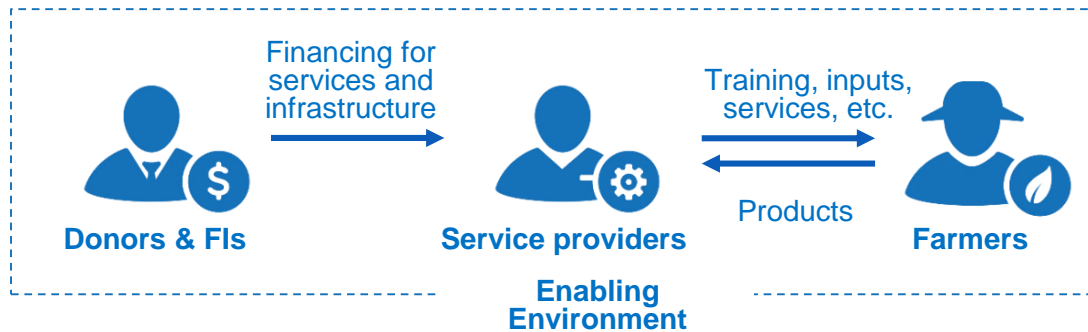 Financing for
services and
infrastructure
Training, inputs,
services, etc.
$
Products
Donors & FIs
Service providers
Farmers
Enabling
Environment